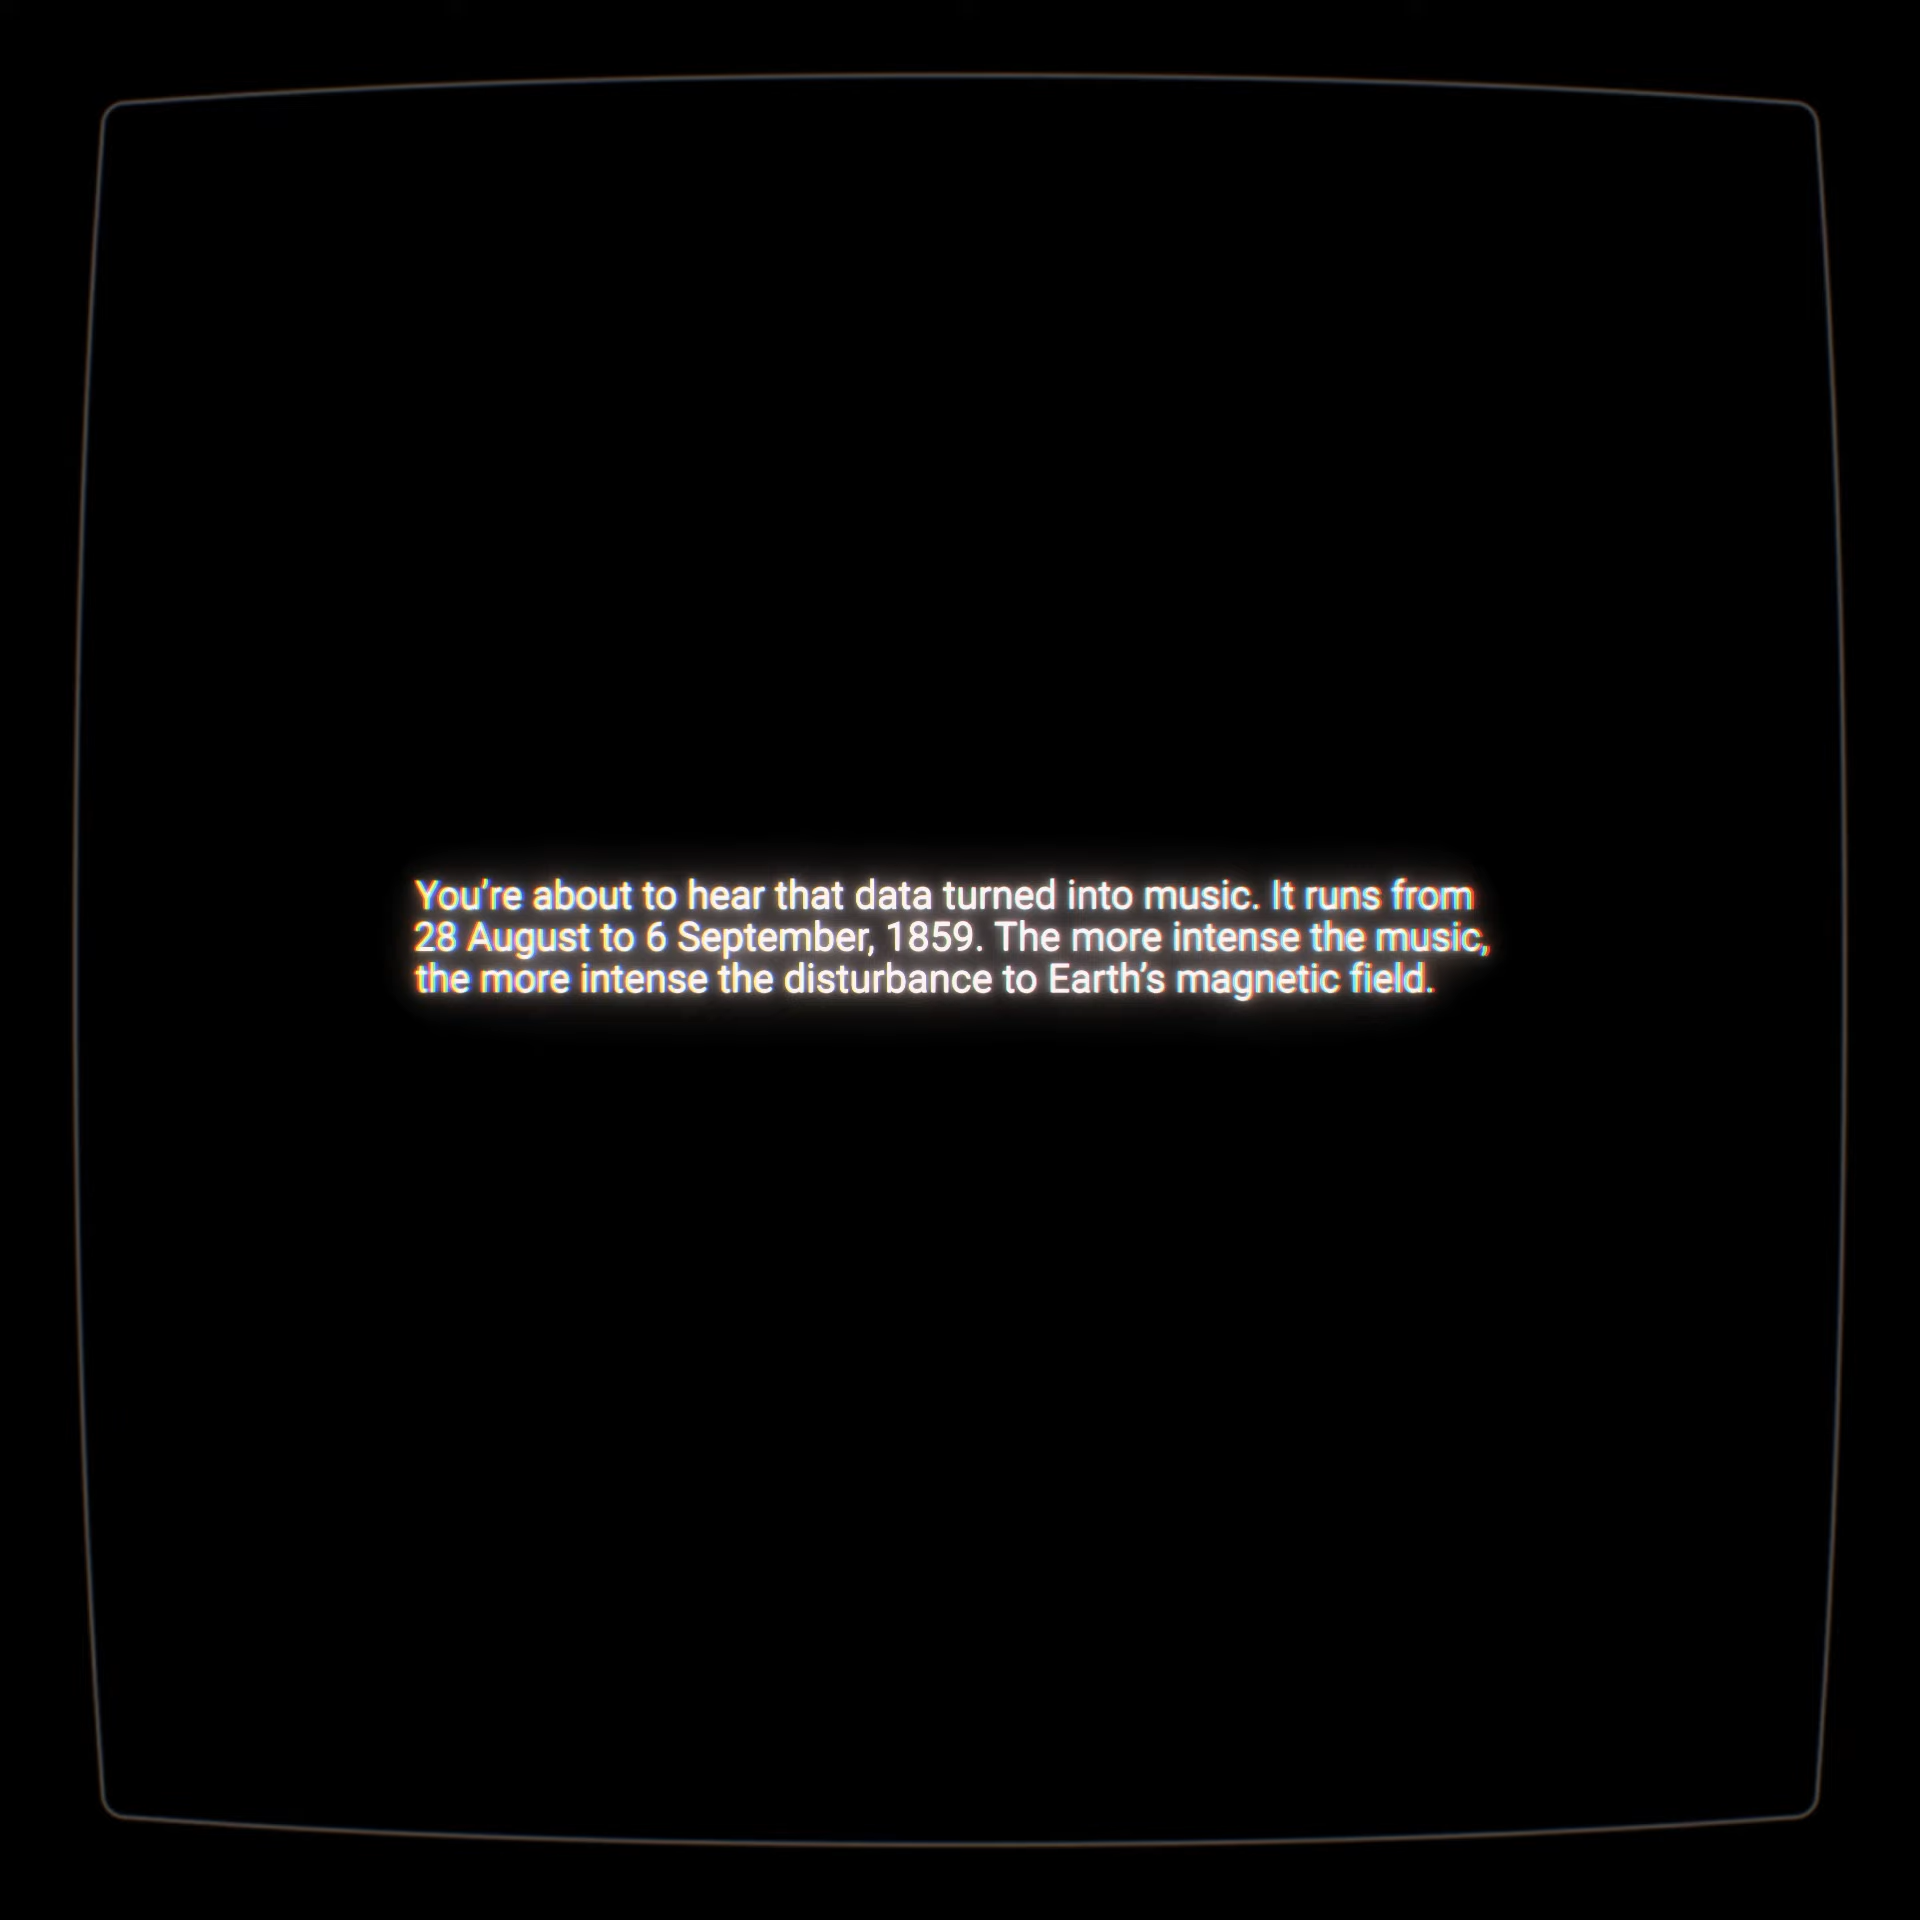 You’re about to hear that data turned into music. It runs from
28 August to 6 September, 1859. The more intense the music,
the more intense the disturbance to Earth’s magnetic field.